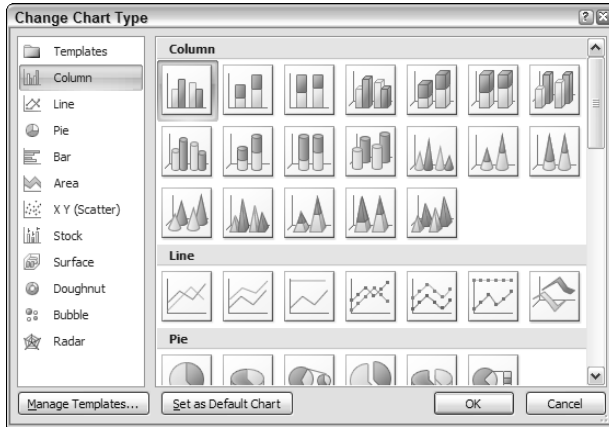 Change Chart Type
Templates
Column
Line
Pie
Bar
Area
X Y (Scatter)
Stock
Surface
Doughnut
Bubble
Radar
Column
Line
Pie
Manage Templates...
Set as Default Chart
OK
Cancel